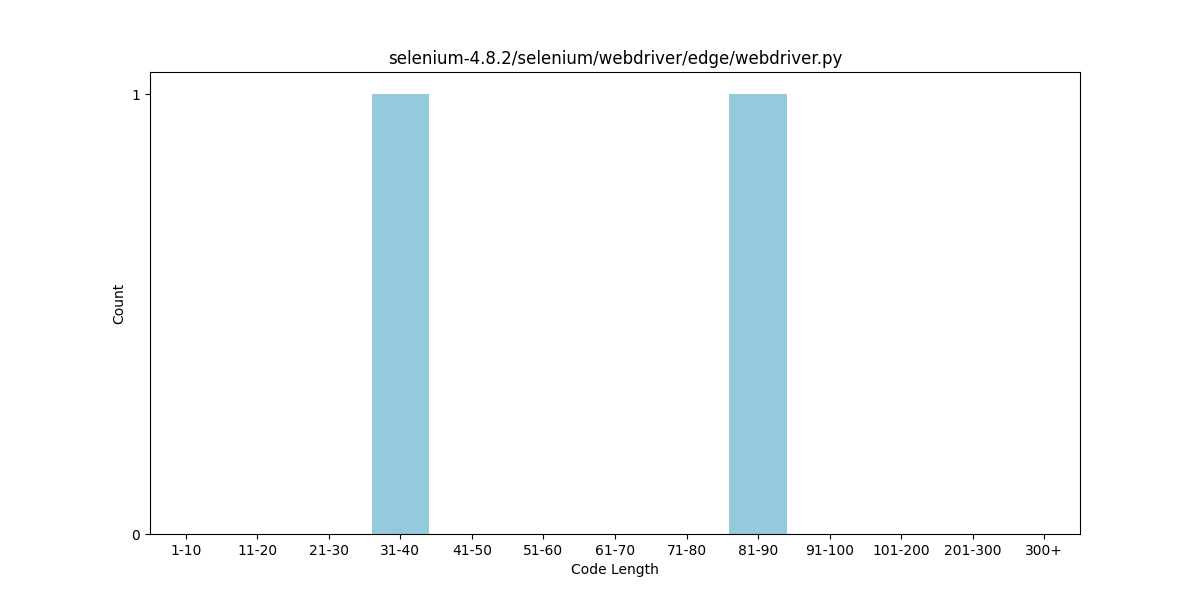 selenium-4.8.2/selenium/webdriver/edge/webdriver.py
1
Count
0
1-10 11-20 21-30 31-40 41-50 51-60 61-70 71-80 81-90 91-100 101-200 201-300 300+
Code Length